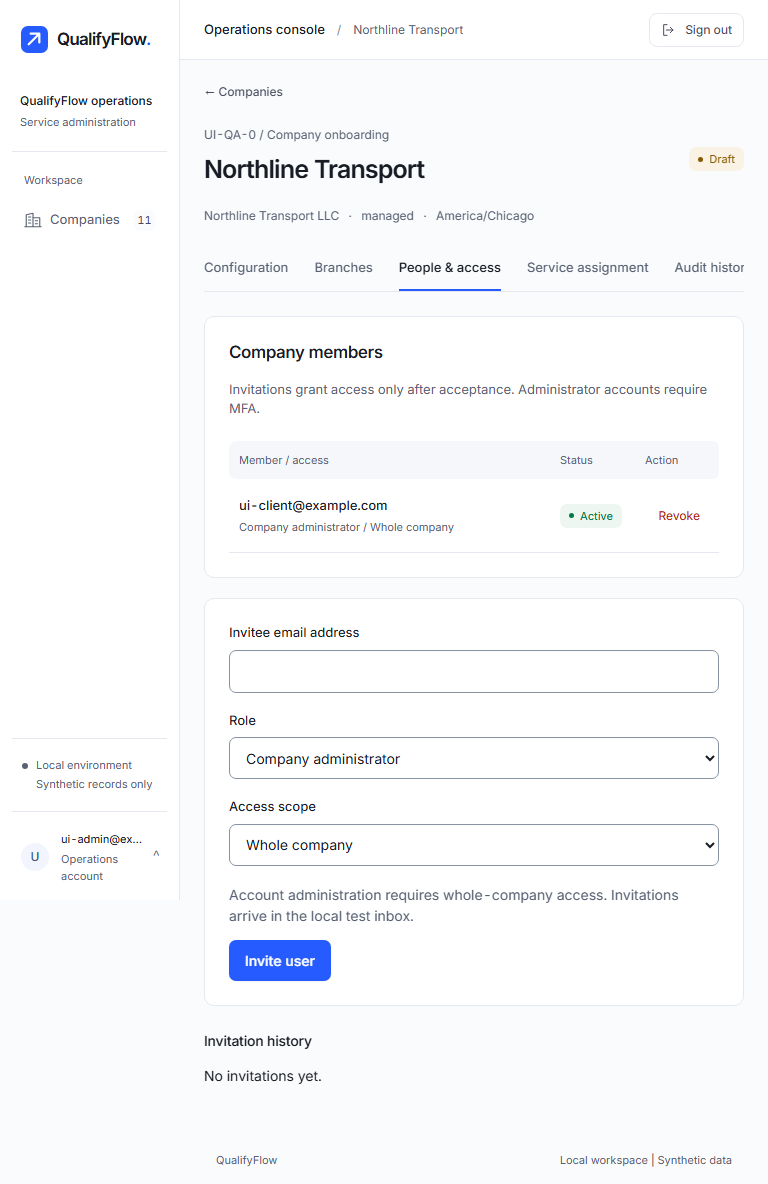 QualifyFlow.
QualifyFlow operations
Service administration
Workspace
Companies 11
Local environment
Synthetic records only
U
ui-admin@ex...
Operations
account
^
Operations console / Northline Transport
Sign out
← Companies
UI-QA-0 / Company onboarding
Northline Transport
Draft
Northline Transport LLC · managed · America/Chicago
Configuration Branches People & access Service assignment Audit histor
Company members
Invitations grant access only after acceptance. Administrator accounts require
MFA.
Member / access Status Action
ui-client@example.com
Company administrator / Whole company
Active
Revoke
Invitee email address
Role
Company administrator
Access scope
Whole company
Account administration requires whole-company access. Invitations
arrive in the local test inbox.
Invite user
Invitation history
No invitations yet.
QualifyFlow
Local workspace | Synthetic data